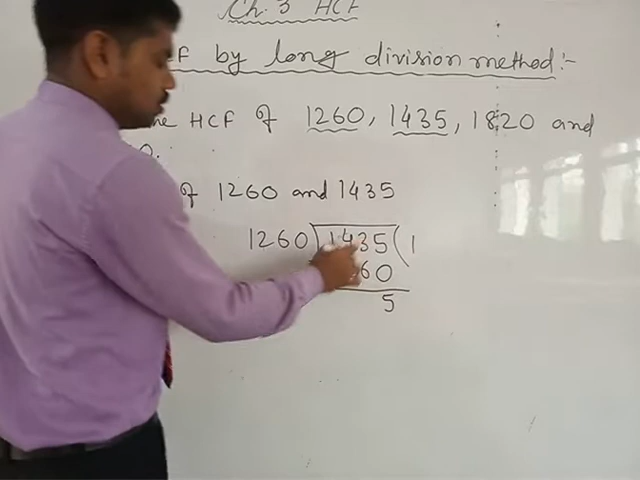 Ch. 3 HCF
F by long division method:-
HCF of 1260, 1435, 1820 and
of 1260 and 1435
1260)1435(1
60
5